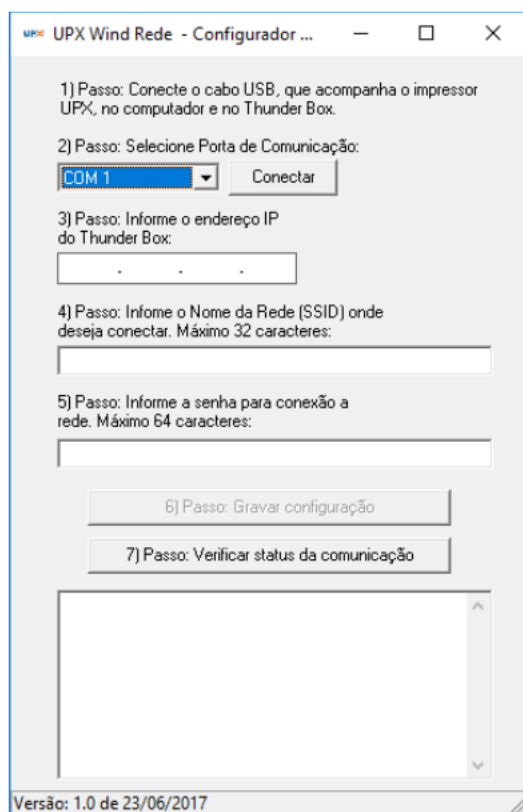 UPX UPX Wind Rede - Configurador ...
1) Passo: Conecte o cabo USB, que acompanha o impressor
UPX, no computador e no Thunder Box.
2) Passo: Selecione Porta de Comunicação:
COM 1
Conectar
3) Passo: Informe o endereço IP
do Thunder Box:
. . .
4) Passo: Infome o Nome da Rede (SSID) onde
deseja conectar. Máximo 32 caracteres:
5) Passo: Informe a senha para conexão a
rede. Máximo 64 caracteres:
6) Passo: Gravar configuração
7) Passo: Verificar status da comunicação
Versão: 1.0 de 23/06/2017